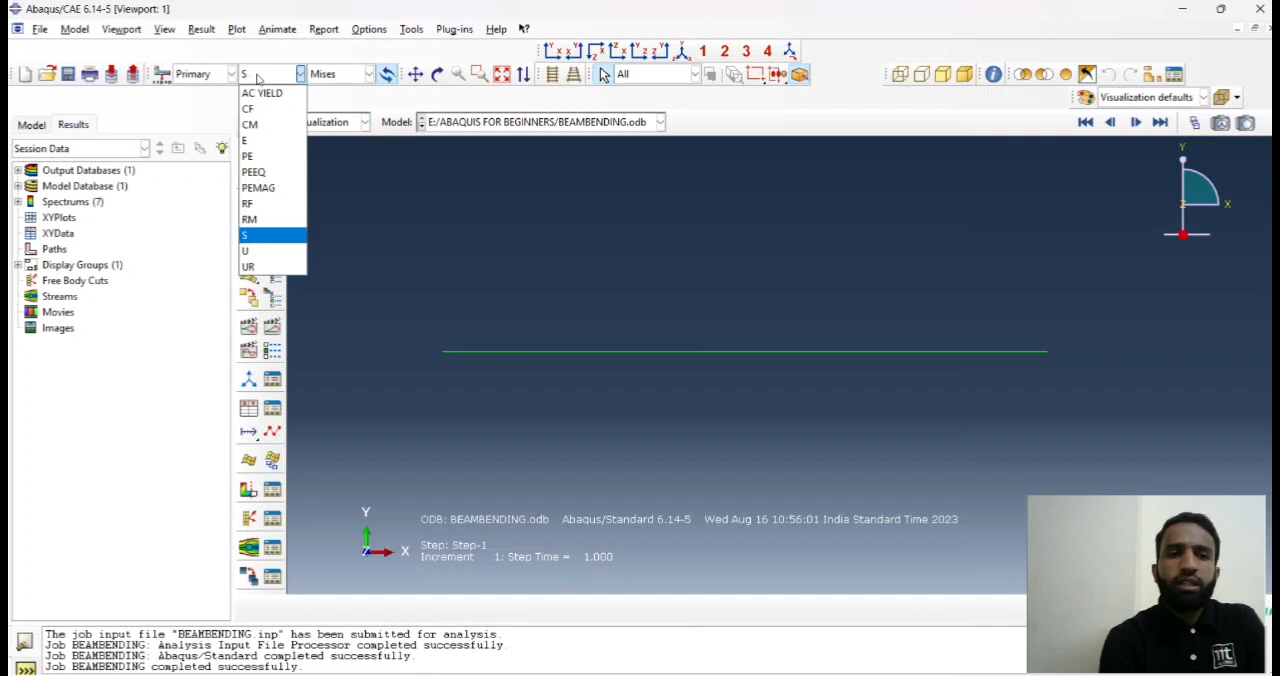 Abaqus/CAE 6.14-5 [Viewport: 1]
File Model Viewport View Result Plot Animate Report Options Tools Plug-ins Help
1 2 3 4
Primary S Mises All
Visualization defaults
AC YIELD
CF
CM
E
PE
PEEQ
PEMAG
RF
RM
S
U
UR
ualization Model: E:/ABAQUIS FOR BEGINNERS/BEAMBENDING.odb
Model Results
Session Data
Output Databases (1)
Model Database (1)
Spectrums (7)
XYPlots
XYData
Paths
Display Groups (1)
Free Body Cuts
Streams
Movies
Images
Y
Z X
Y
X
ODB: BEAMBENDING.odb Abaqus/Standard 6.14-5 Wed Aug 16 10:56:01 India Standard Time 2023
Step: Step-1
Increment 1: Step Time = 1.000
The job input file "BEAMBENDING.inp" has been submitted for analysis.
Job BEAMBENDING: Analysis Input File Processor completed successfully.
Job BEAMBENDING: Abaqus/Standard completed successfully.
Job BEAMBENDING completed successfully.